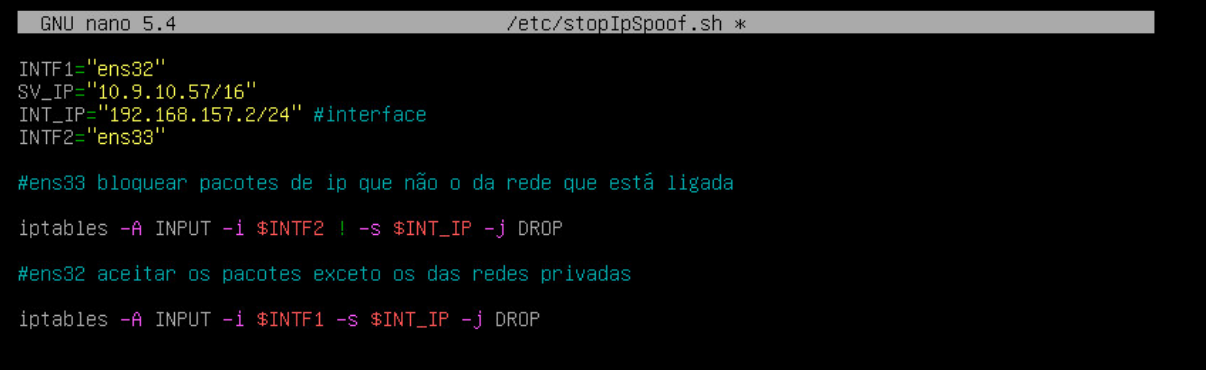 GNU nano 5.4 /etc/stopIpSpoof.sh *
INTF1="ens32"
SV_IP="10.9.10.57/16"
INT_IP="192.168.157.2/24" #interface
INTF2="ens33"
#ens33 bloquear pacotes de ip que não o da rede que está ligada
iptables -A INPUT -i $INTF2 ! -s $INT_IP -j DROP
#ens32 aceitar os pacotes exceto os das redes privadas
iptables -A INPUT -i $INTF1 -s $INT_IP -j DROP